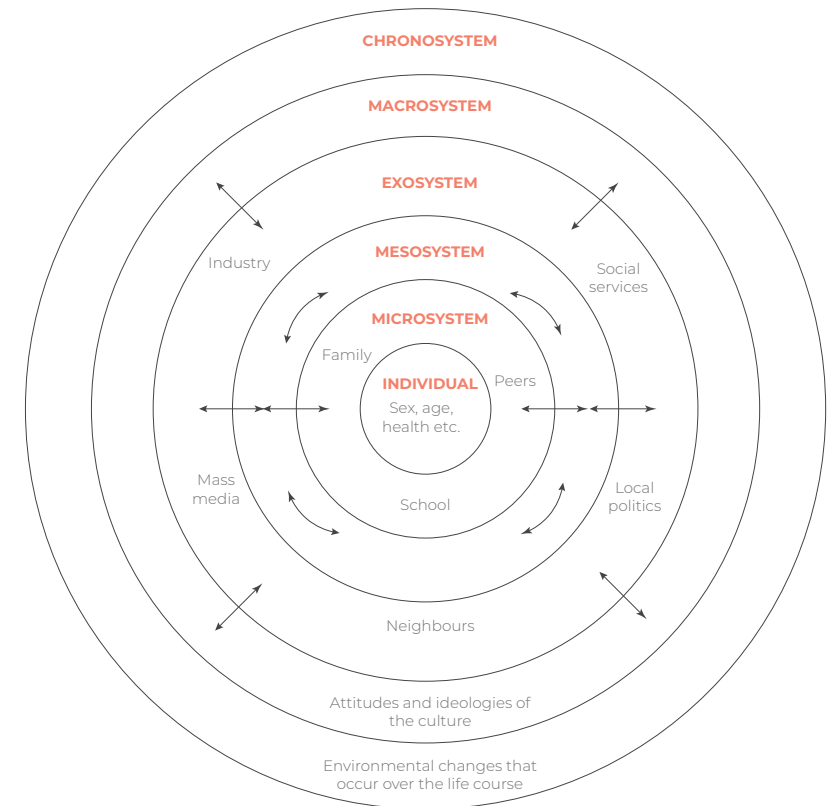 CHRONOSYSTEM
MACROSYSTEM
EXOSYSTEM
MESOSYSTEM
Industry
Social
services
MICROSYSTEM
Family
Peers
INDIVIDUAL
Sex, age,
health etc.
Mass
media
School
Local
politics
Neighbours
Attitudes and ideologies of
the culture
Environmental changes that
occur over the life course